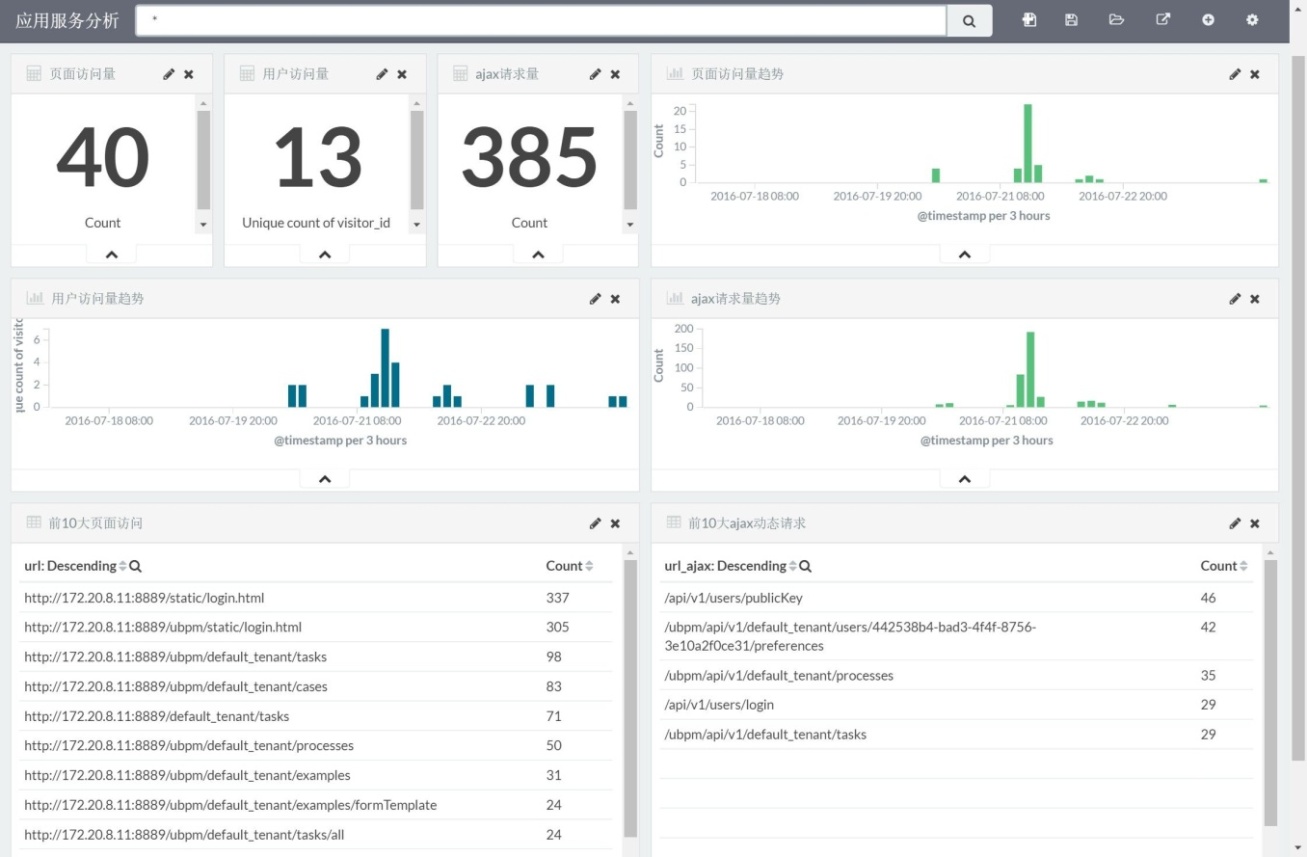 应用服务分析
*
页面访问量
40
Count
用户访问量
13
Unique count of visitor_id
ajax请求量
385
Count
页面访问量趋势
Count
20
15
10
5
0
2016-07-18 08:00
2016-07-19 20:00
2016-07-21 08:00
2016-07-22 20:00
@timestamp per 3 hours
用户访问量趋势
que count of visito
6
4
2
0
2016-07-18 08:00
2016-07-19 20:00
2016-07-21 08:00
2016-07-22 20:00
@timestamp per 3 hours
ajax请求量趋势
Count
200
150
100
50
0
2016-07-18 08:00
2016-07-19 20:00
2016-07-21 08:00
2016-07-22 20:00
@timestamp per 3 hours
前10大页面访问
url: Descending Count
http://172.20.8.11:8889/static/login.html 337
http://172.20.8.11:8889/ubpm/static/login.html 305
http://172.20.8.11:8889/ubpm/default_tenant/tasks 98
http://172.20.8.11:8889/ubpm/default_tenant/cases 83
http://172.20.8.11:8889/default_tenant/tasks 71
http://172.20.8.11:8889/ubpm/default_tenant/processes 50
http://172.20.8.11:8889/ubpm/default_tenant/examples 31
http://172.20.8.11:8889/ubpm/default_tenant/examples/formTemplate 24
http://172.20.8.11:8889/ubpm/default_tenant/tasks/all 24
前10大ajax动态请求
url_ajax: Descending Count
/api/v1/users/publicKey 46
/ubpm/api/v1/default_tenant/users/442538b4-bad3-4f4f-8756- 42
3e10a2f0ce31/preferences
/ubpm/api/v1/default_tenant/processes 35
/api/v1/users/login 29
/ubpm/api/v1/default_tenant/tasks 29